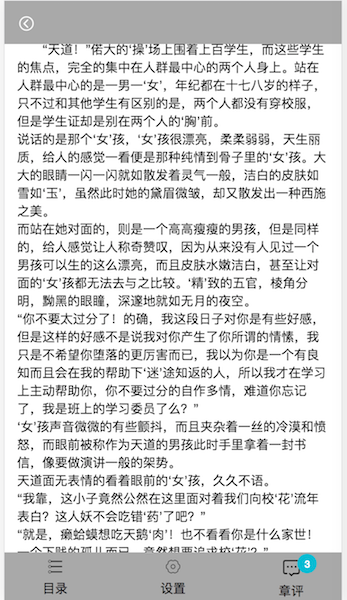 “天道！”偌大的‘操’场上围着上百学生，而这些学生
的焦点，完全的集中在人群最中心的两个人身上。站在
人群最中心的是一男一‘女’，年纪都在十七八岁的样子，
只不过和其他学生有区别的是，两个人都没有穿校服，
但是学生证却是别在两个人的‘胸’前。
说话的是那个‘女’孩，‘女’孩很漂亮，柔柔弱弱，天生丽
质，给人的感觉一看便是那种纯情到骨子里的‘女’孩。大
大的眼睛一闪一闪就如散发着灵气一般，洁白的皮肤如
雪如‘玉’，虽然此时她的黛眉微皱，却又散发出一种西施
之美。
而站在她对面的，则是一个高高瘦瘦的男孩，但是同样
的，给人感觉让人称奇赞叹，因为从来没有人见过一个
男孩可以生的这么漂亮，而且皮肤水嫩洁白，甚至让对
面的‘女’孩都无法去与之比较。‘精’致的五官，棱角分
明，黝黑的眼瞳，深邃地就如无月的夜空。
“你不要太过分了！的确，我这段日子对你是有些好感，
但是这样的好感不是说我对你产生了你所谓的情愫，我
只是不希望你堕落的更厉害而已，我以为你是一个有良
知而且会在我的帮助下‘迷’途知返的人，所以我才在学习
上主动帮助你，你不要过分的自作多情，难道你忘记
了，我是班上的学习委员了么？”
‘女’孩声音微微的有些颤抖，而且夹杂着一丝的冷漠和愤
怒，而眼前被称作为天道的男孩此时手里拿着一封书
信，像要做演讲一般的架势。
天道面无表情的看着眼前的‘女’孩，久久不语。
“我靠，这小子竟然公然在这里面对着我们向校‘花’流年
表白？这人妖不会吃错‘药’了吧？”
“就是，癞蛤蟆想吃天鹅‘肉’！也不看看你是什么家世！
一个下贱的孤儿而已，竟然想要追求校‘花’？”
目录
设置
章评
3